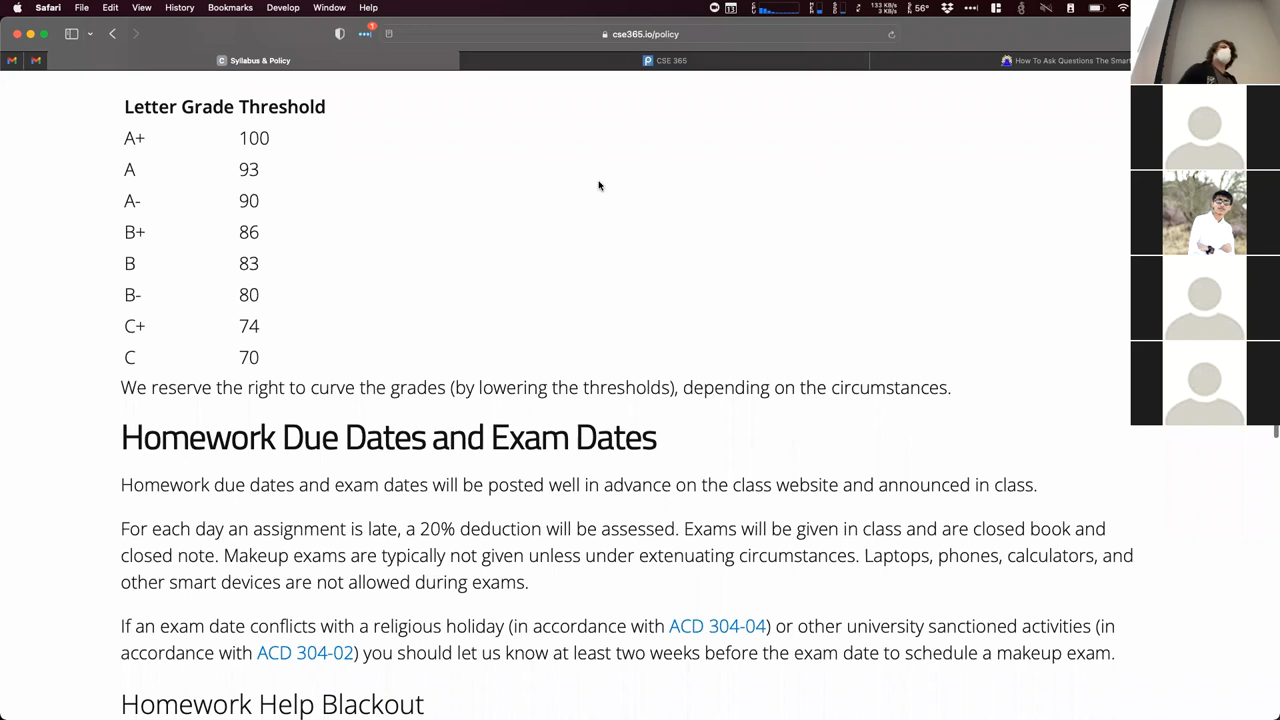 Safari File Edit View History Bookmarks Develop Window Help
133 KB/s
3 KB/s
56°
1
cse365.io/policy
Syllabus & Policy
CSE 365
How To Ask Questions The Smart
Letter Grade Threshold
A+ 100
A 93
A- 90
B+ 86
B 83
B- 80
C+ 74
C 70
We reserve the right to curve the grades (by lowering the thresholds), depending on the circumstances.
Homework Due Dates and Exam Dates
Homework due dates and exam dates will be posted well in advance on the class website and announced in class.
For each day an assignment is late, a 20% deduction will be assessed. Exams will be given in class and are closed book and
closed note. Makeup exams are typically not given unless under extenuating circumstances. Laptops, phones, calculators, and
other smart devices are not allowed during exams.
If an exam date conflicts with a religious holiday (in accordance with ACD 304-04) or other university sanctioned activities (in
accordance with ACD 304-02) you should let us know at least two weeks before the exam date to schedule a makeup exam.
Homework Help Blackout